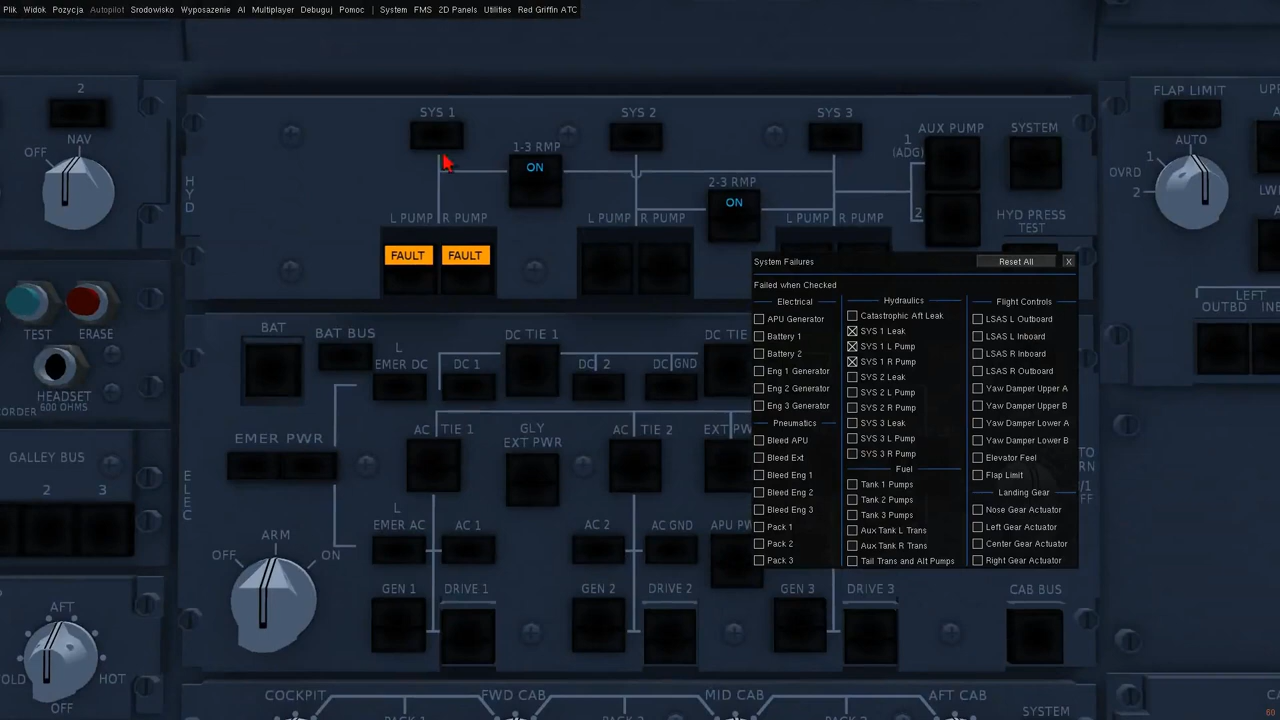 Plik Widok Pozycja Autopilot Srodowisko Wyposazenie AI Multiplayer Debuguj Pomoc | System FMS 2D Panels Utilities Red Griffin ATC
2
NAV
OFF
HYD
SYS 1
SYS 2
SYS 3
1-3 RMP
ON
2-3 RMP
ON
L PUMP R PUMP
FAULT FAULT
L PUMP R PUMP
L PUMP R PUMP
AUX PUMP
1
(ADG)
2
SYSTEM
HYD PRESS
TEST
FLAP LIMIT
AUTO
OVRD
1
2
LEFT
OUTBD
TEST
ERASE
HEADSET
600 OHMS
GALLEY BUS
2 3
AFT
HOT
OFF
ELEC
BAT
BAT BUS
L
EMER DC
DC TIE 1
DC 1
DC 2
DC GND
EMER PWR
AC TIE 1
GLY
EXT PWR
AC TIE 2
L
EMER AC
AC 1
AC 2
AC GND
OFF
ARM
ON
GEN 1
DRIVE 1
GEN 2
DRIVE 2
GEN 3
DRIVE 3
CAB BUS
COCKPIT
FWD CAB
MID CAB
AFT CAB
SYSTEM
PACK 1
60
System Failures
Reset All
X
Failed when Checked
Electrical
APU Generator
Battery 1
Battery 2
Eng 1 Generator
Eng 2 Generator
Eng 3 Generator
Pneumatics
Bleed APU
Bleed Ext
Bleed Eng 1
Bleed Eng 2
Bleed Eng 3
Pack 1
Pack 2
Pack 3
Hydraulics
Catastrophic Aft Leak
SYS 1 Leak
SYS 1 L Pump
SYS 1 R Pump
SYS 2 Leak
SYS 2 L Pump
SYS 2 R Pump
SYS 3 Leak
SYS 3 L Pump
SYS 3 R Pump
Fuel
Tank 1 Pumps
Tank 2 Pumps
Tank 3 Pumps
Aux Tank L Trans
Aux Tank R Trans
Tail Trans and Alt Pumps
Flight Controls
LSAS L Outboard
LSAS L Inboard
LSAS R Inboard
LSAS R Outboard
Yaw Damper Upper A
Yaw Damper Upper B
Yaw Damper Lower A
Yaw Damper Lower B
Elevator Feel
Flap Limit
Landing Gear
Nose Gear Actuator
Left Gear Actuator
Center Gear Actuator
Right Gear Actuator